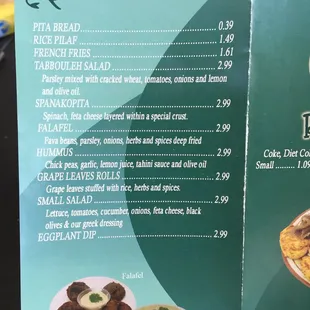 PITA BREAD 0.39
RICE PILAF 1.49
FRENCH FRIES 1.61
TABBOULEH SALAD 2.99
Parsley mixed with cracked wheat, tomatoes, onions and lemon
and olive oil.
SPANAKOPITA 2.99
Spinach, feta cheese layered within a special crust.
FALAFEL 2.99
Fava beans, parsley, onions, herbs and spices deep fried
HUMMUS 2.99
Chick peas, garlic, lemon juice, tahini sauce and olive oil
GRAPE LEAVES ROLLS 2.99
Grape leaves stuffed with rice, herbs and spices.
SMALL SALAD 2.99
Lettuce, tomatoes, cucumber, onions, feta cheese, black
olives & our greek dressing
EGGPLANT DIP 2.99
Falafel
Coke, Diet Co
Small 1.09